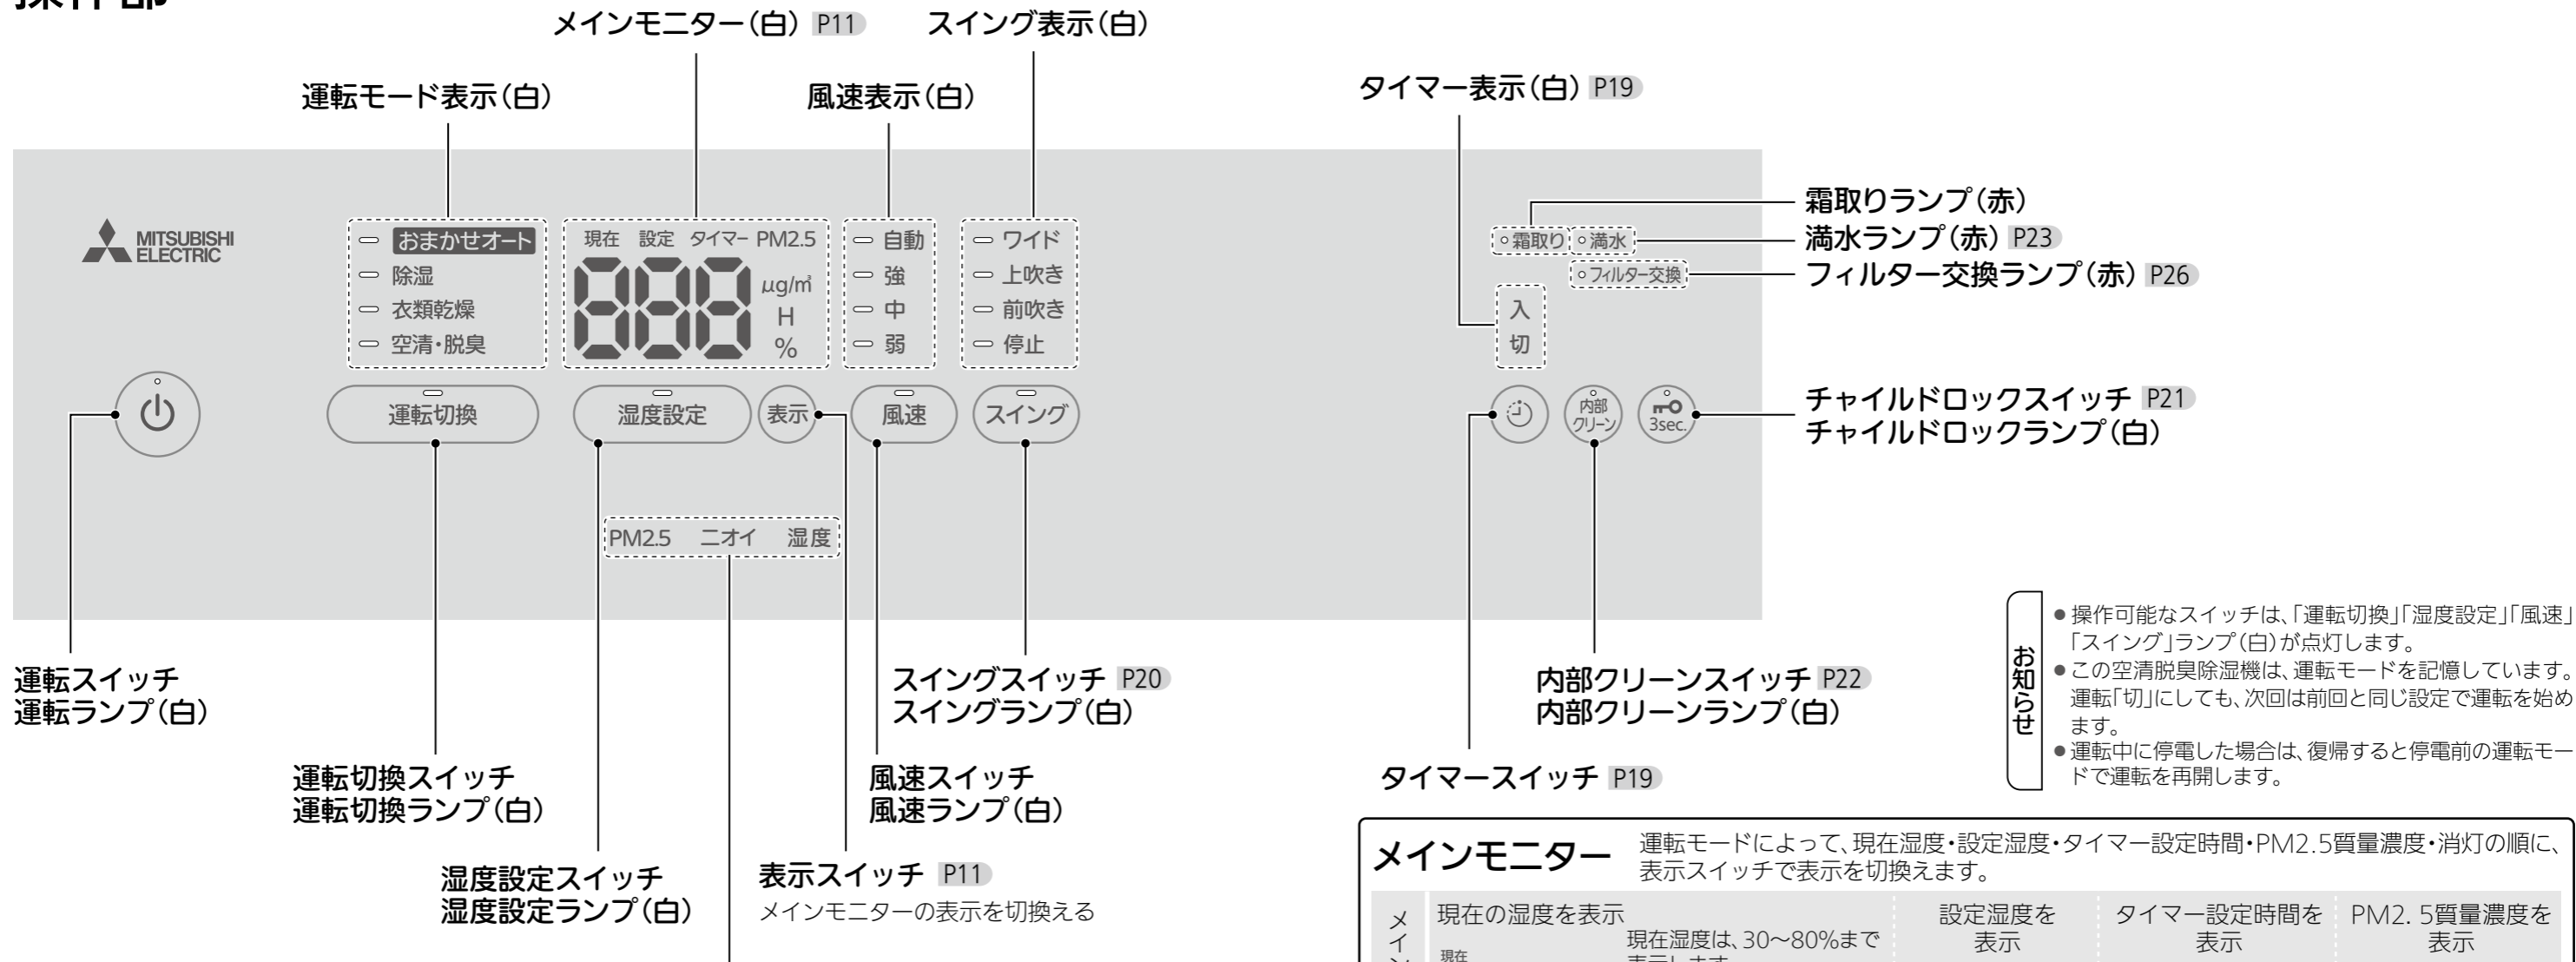 操作部
メインモニター(白) P11
スイング表示(白)
運転モード表示(白)
風速表示(白)
タイマー表示(白) P19
MITSUBISHI
ELECTRIC
おまかせオート
除湿
衣類乾燥
空清・脱臭
現在 設定 タイマー PM2.5
888
μg/㎥
H
%
自動
強
中
弱
ワイド
上吹き
前吹き
停止
霜取り 満水
フィルター交換
入
切
霜取りランプ(赤)
満水ランプ(赤) P23
フィルター交換ランプ(赤) P26
運転切換
湿度設定
表示
風速
スイング
内部
クリーン
3sec.
チャイルドロックスイッチ P21
チャイルドロックランプ(白)
PM2.5 ニオイ 湿度
運転スイッチ
運転ランプ(白)
スイングスイッチ P20
スイングランプ(白)
内部クリーンスイッチ P22
内部クリーンランプ(白)
運転切換スイッチ
運転切換ランプ(白)
風速スイッチ
風速ランプ(白)
タイマースイッチ P19
湿度設定スイッチ
湿度設定ランプ(白)
表示スイッチ P11
メインモニターの表示を切換える
お知らせ
●操作可能なスイッチは、「運転切換」「湿度設定」「風速」
「スイング」ランプ(白)が点灯します。
●この空清脱臭除湿機は、運転モードを記憶しています。
運転「切」にしても、次回は前回と同じ設定で運転を始め
ます。
●運転中に停電した場合は、復帰すると停電前の運転モー
ドで運転を再開します。
メインモニター
運転モードによって、現在湿度・設定湿度・タイマー設定時間・PM2.5質量濃度・消灯の順に、
表示スイッチで表示を切換えます。
メイン
現在の湿度を表示
現在
現在湿度は、30〜80%まで
表示します。
設定湿度を
表示
タイマー設定時間を
表示
PM2. 5質量濃度を
表示